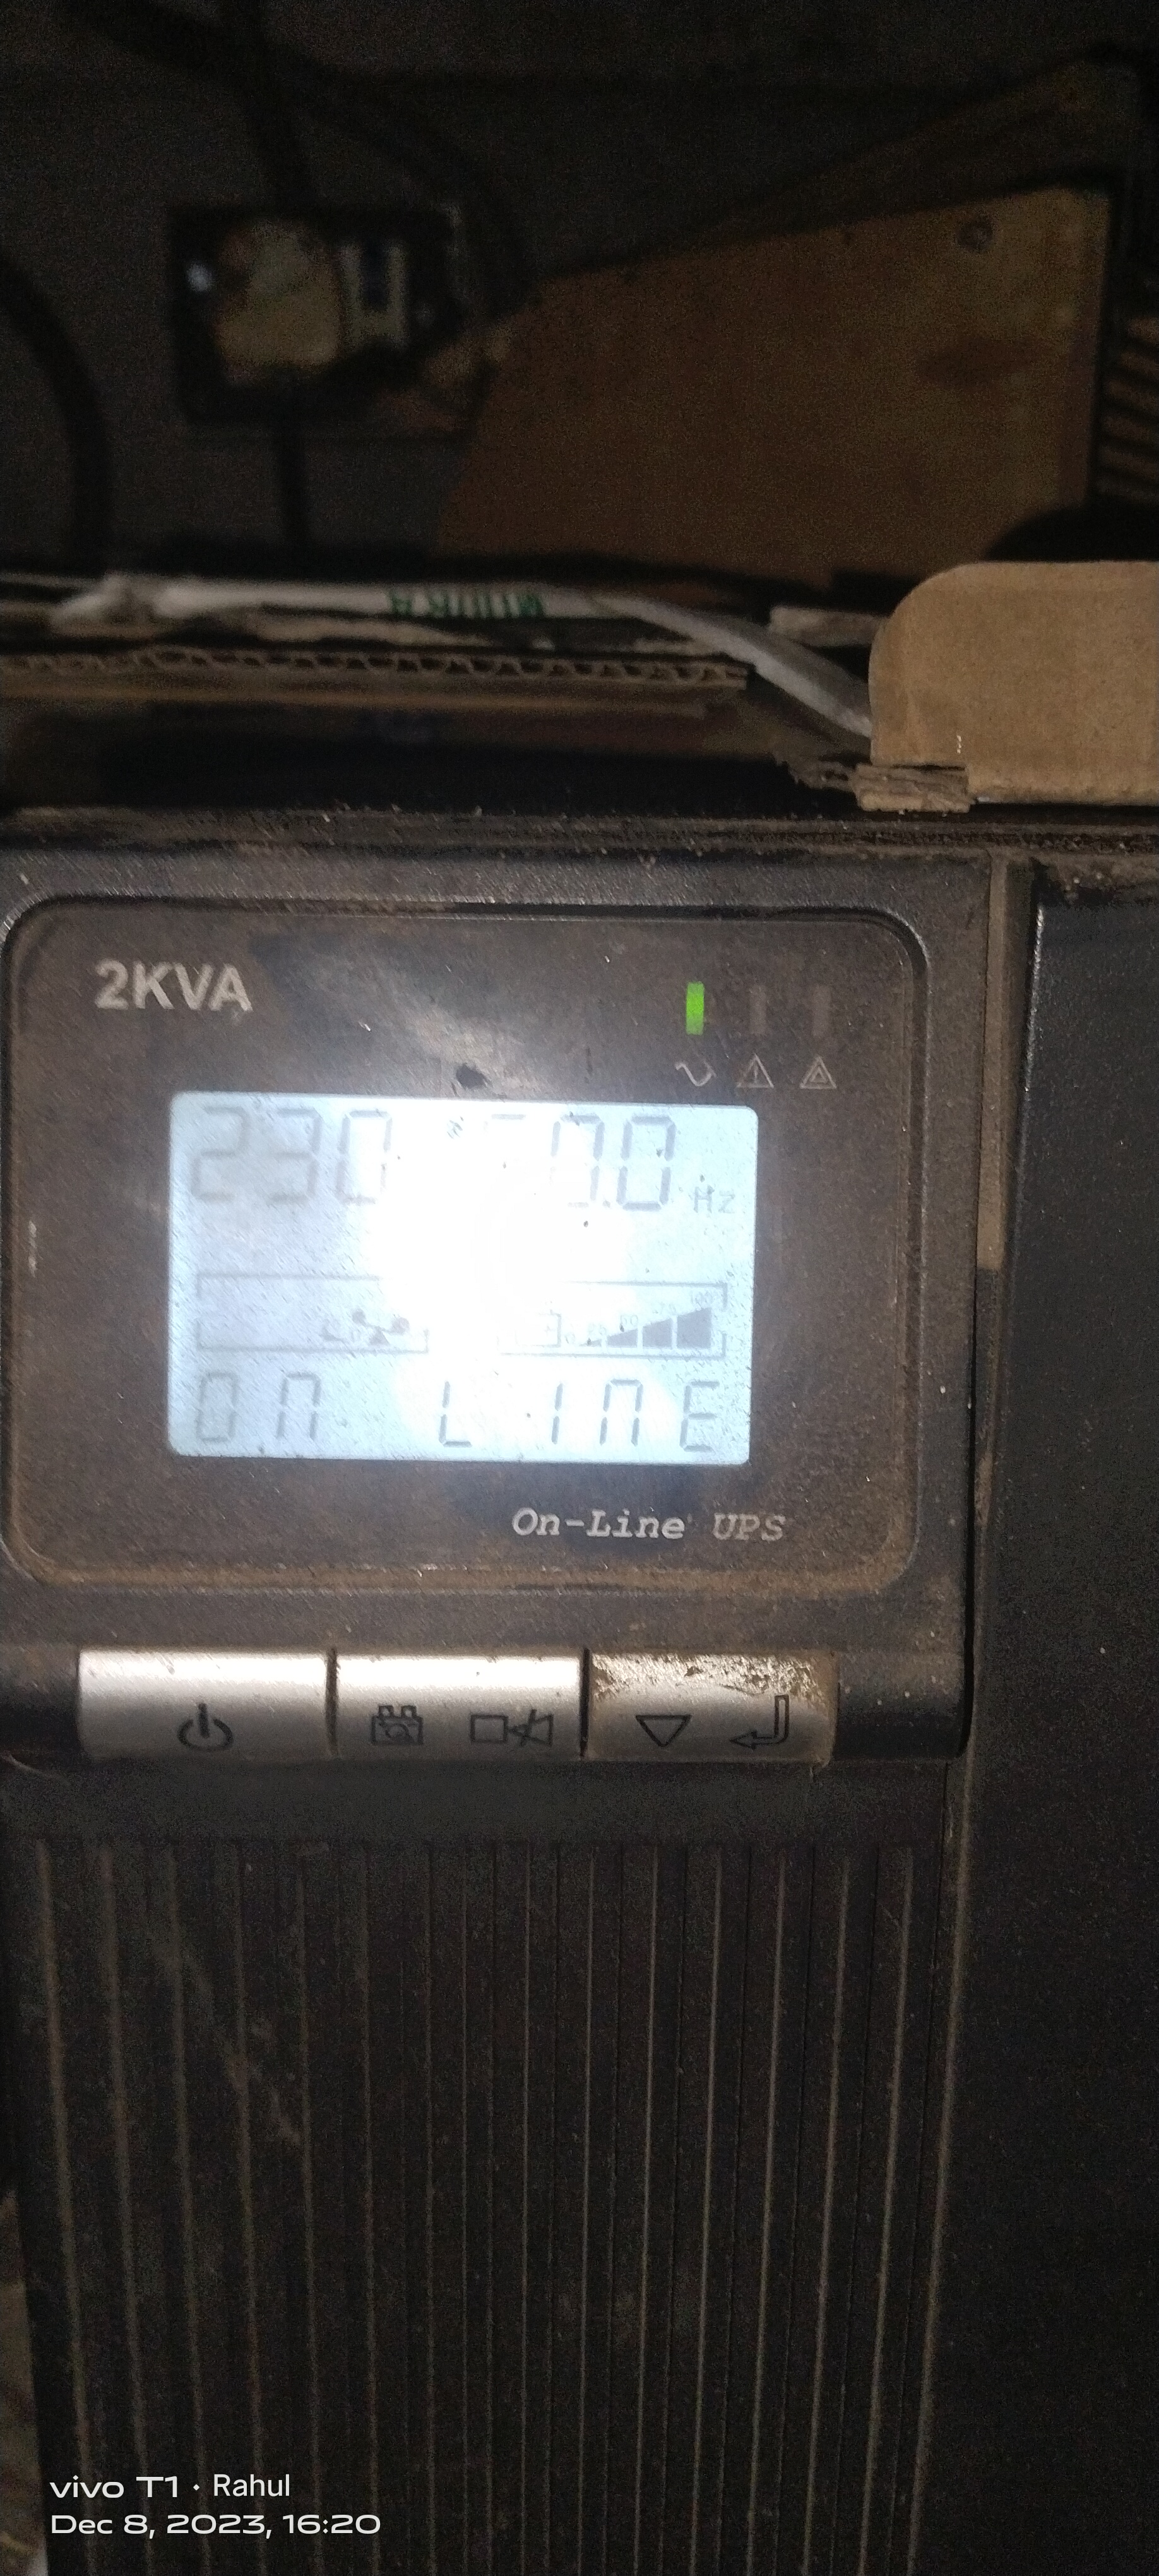 2KVA
230 Hz
ON LINE
On-Line UPS
vivo T1 · Rahul
Dec 8, 2023, 16:20